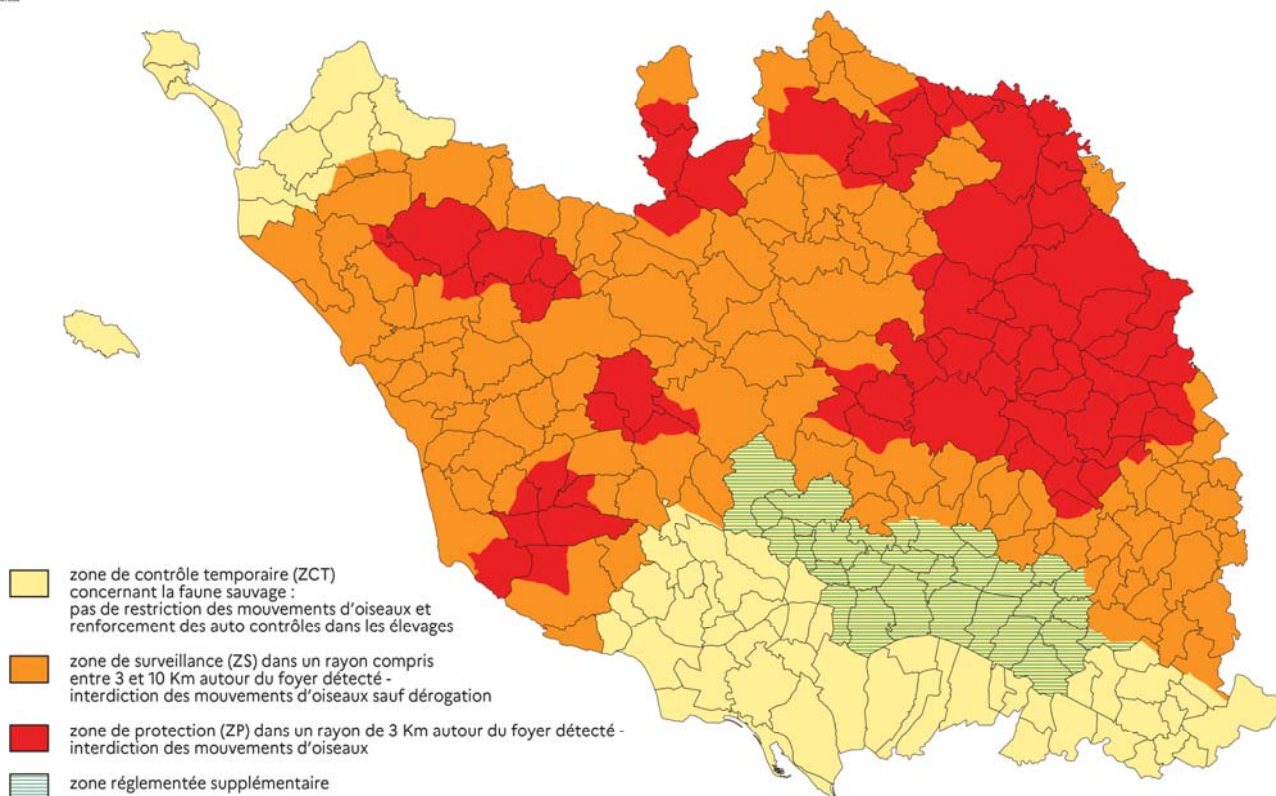 zone de contrôle temporaire (ZCT)
concernant la faune sauvage :
pas de restriction des mouvements d'oiseaux et
renforcement des auto contrôles dans les élevages
zone de surveillance (ZS) dans un rayon compris
entre 3 et 10 Km autour du foyer détecté -
interdiction des mouvements d'oiseaux sauf dérogation
zone de protection (ZP) dans un rayon de 3 Km autour du foyer détecté -
interdiction des mouvements d'oiseaux
zone réglementée supplémentaire